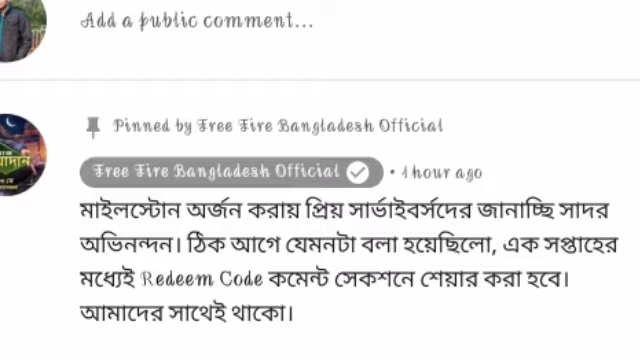 Add a public comment...
Pinned by Free Fire Bangladesh Official
Free Fire Bangladesh Official • 1 hour ago
মাইলস্টোন অর্জন করায় প্রিয় সার্ভাইবর্সদের জানাচ্ছি সাদর
অভিনন্দন। ঠিক আগে যেমনটা বলা হয়েছিলো, এক সপ্তাহের
মধ্যেই Redeem Code কমেন্ট সেকশনে শেয়ার করা হবে।
আমাদের সাথেই থাকো।